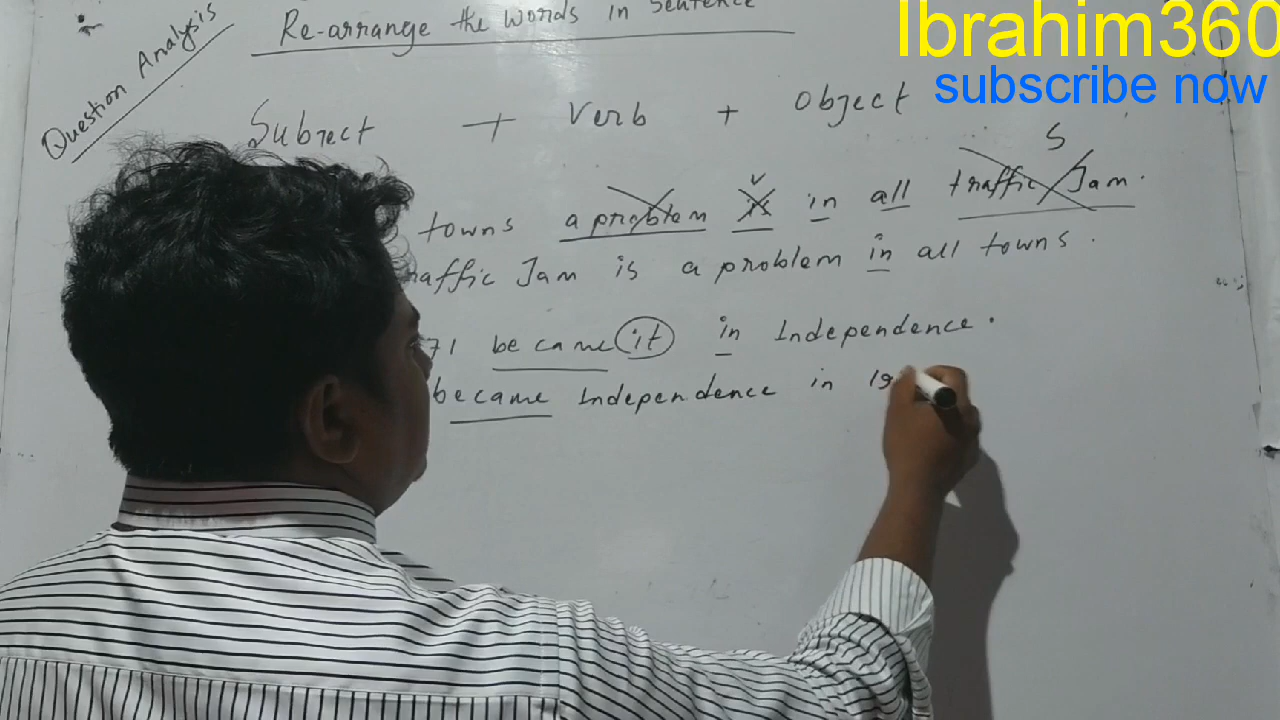 Re-arrange the words in Sentence
Ibrahim360
subscribe now
Question Analysis
Subject + Verb + Object
S
v
towns a problem is in all traffic Jam.
raffic Jam is a problem in all towns.
71 became it in Independence.
became Independence in 19